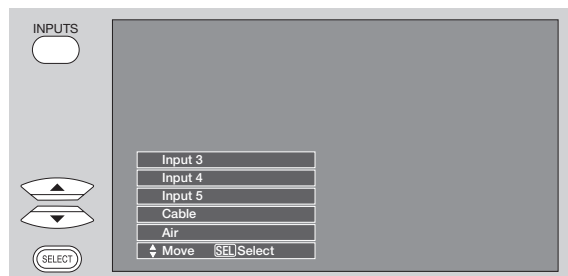 INPUTS
Input 3
Input 4
Input 5
Cable
Air
Move SEL Select
SELECT